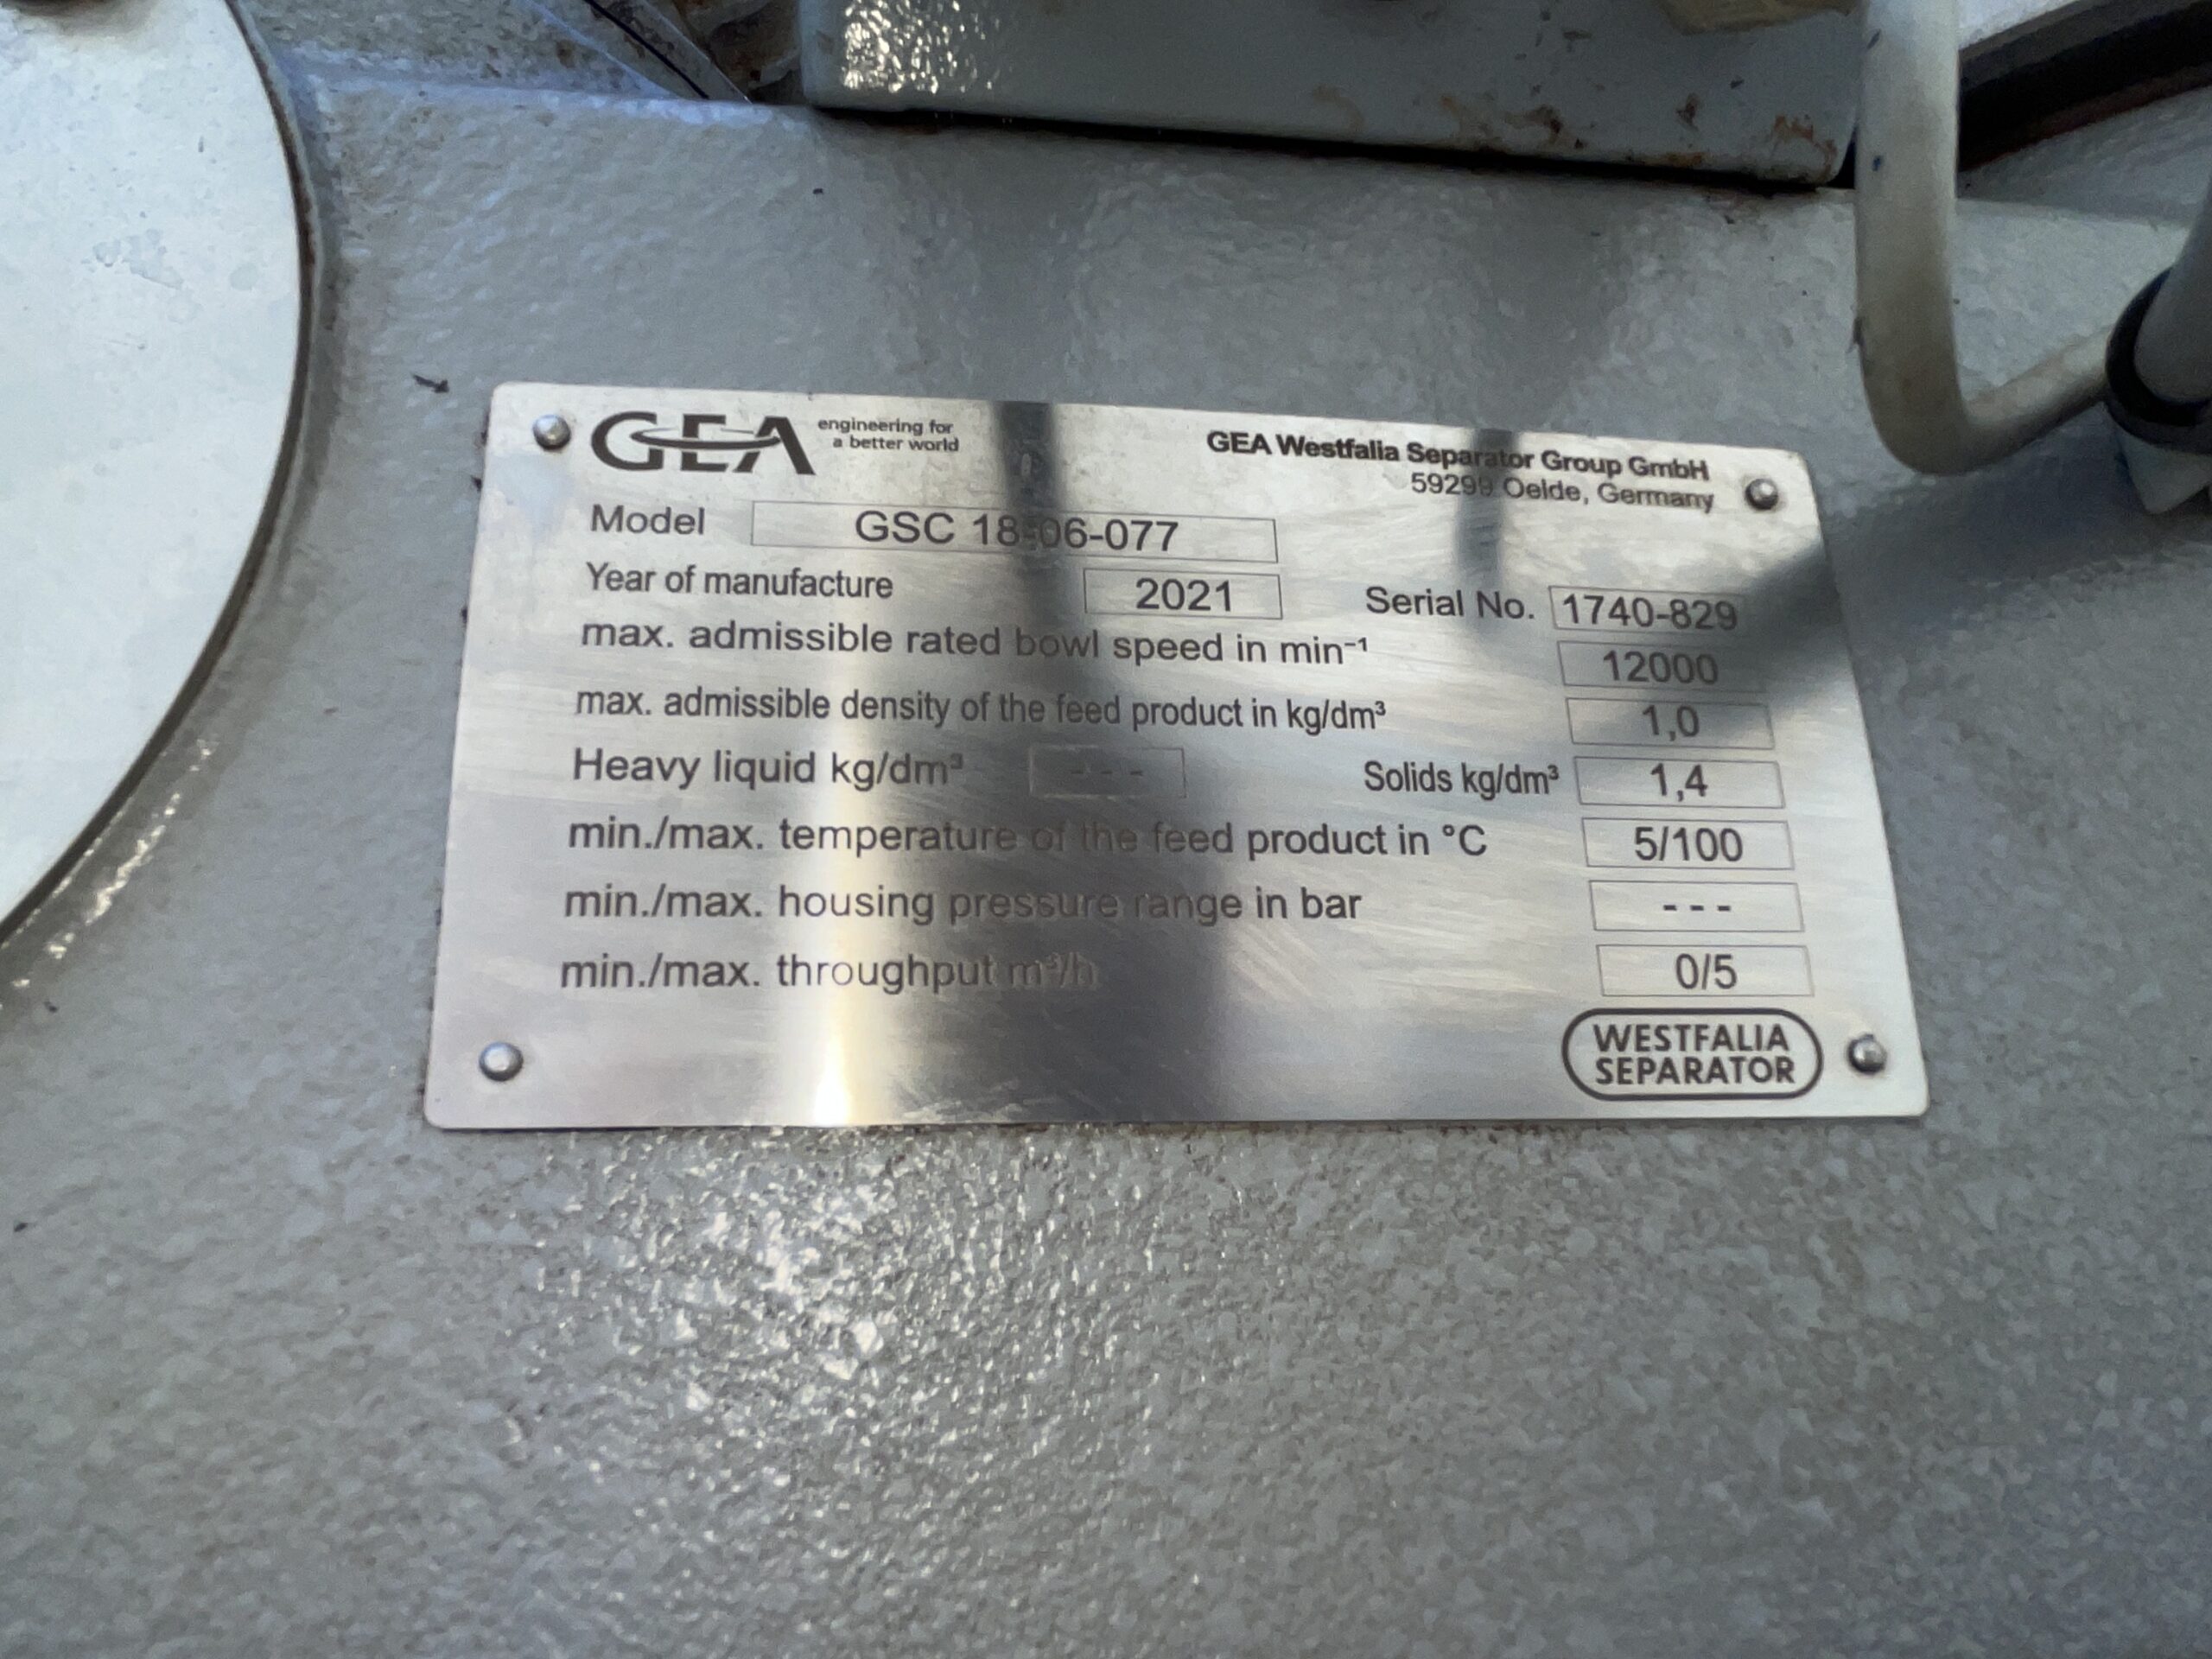 GEA engineering for
a better world
GEA Westfalia Separator Group GmbH
59299 Oelde, Germany
Model GSC 18-06-077
Year of manufacture 2021 Serial No. 1740-829
max. admissible rated bowl speed in min⁻¹ 12000
max. admissible density of the feed product in kg/dm³ 1,0
Heavy liquid kg/dm³ --- Solids kg/dm³ 1,4
min./max. temperature of the feed product in °C 5/100
min./max. housing pressure range in bar ---
min./max. throughput m³/h 0/5
WESTFALIA
SEPARATOR